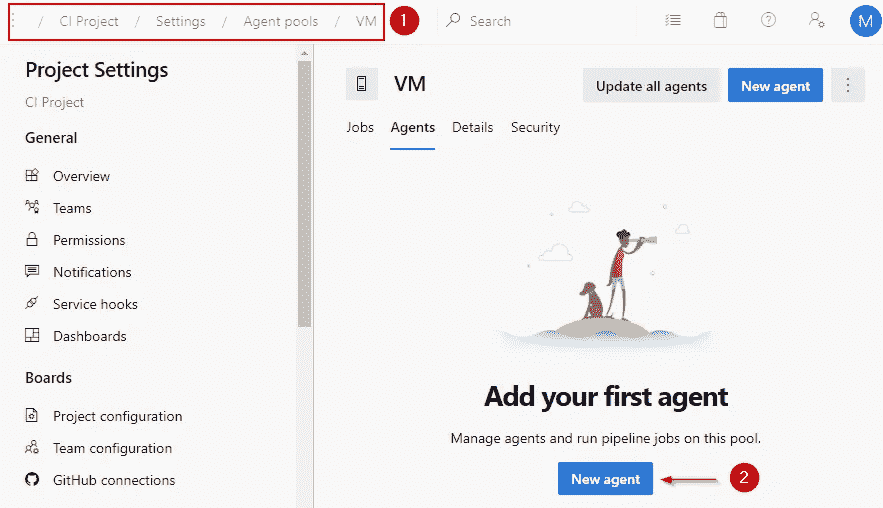 / CI Project / Settings / Agent pools / VM 1 Search M
Project Settings
CI Project
General
Overview
Teams
Permissions
Notifications
Service hooks
Dashboards
Boards
Project configuration
Team configuration
GitHub connections
VM
Update all agents New agent
Jobs Agents Details Security
Add your first agent
Manage agents and run pipeline jobs on this pool.
New agent 2